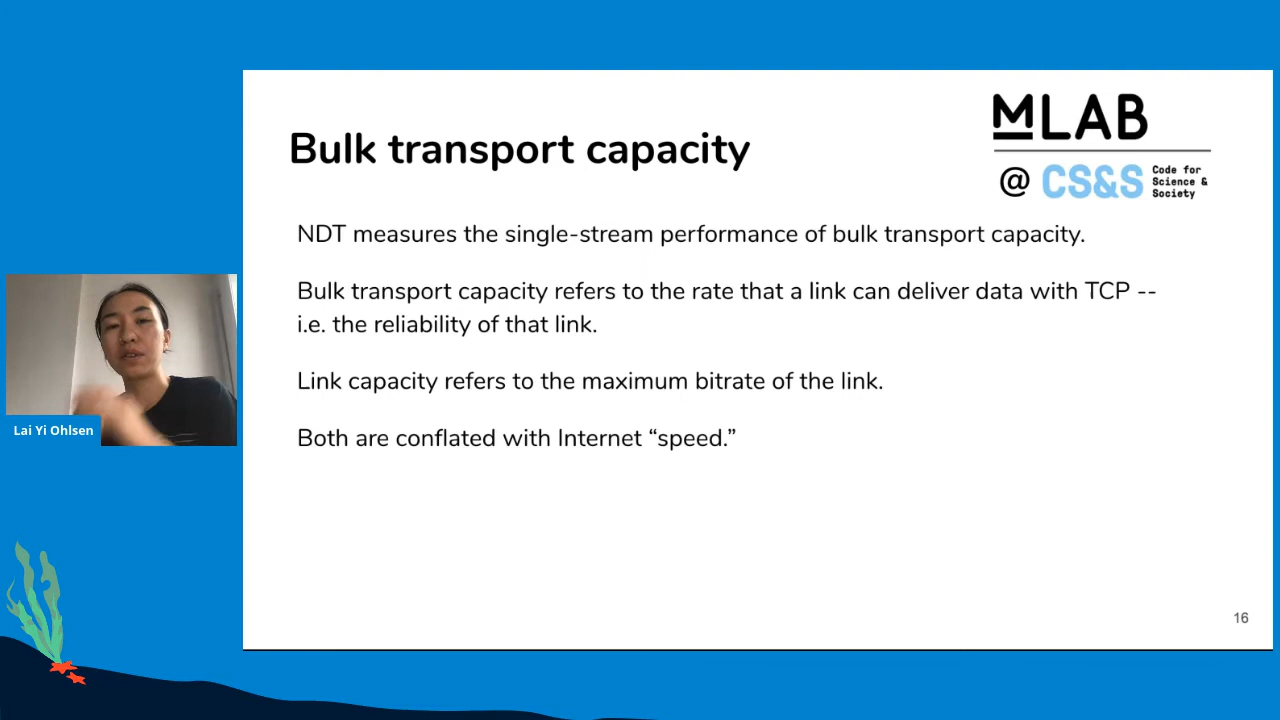 MLAB
@ CS&S Code for
Science &
Society
Bulk transport capacity
NDT measures the single-stream performance of bulk transport capacity.
Bulk transport capacity refers to the rate that a link can deliver data with TCP --
i.e. the reliability of that link.
Link capacity refers to the maximum bitrate of the link.
Both are conflated with Internet “speed.”
Lai Yi Ohlsen
16